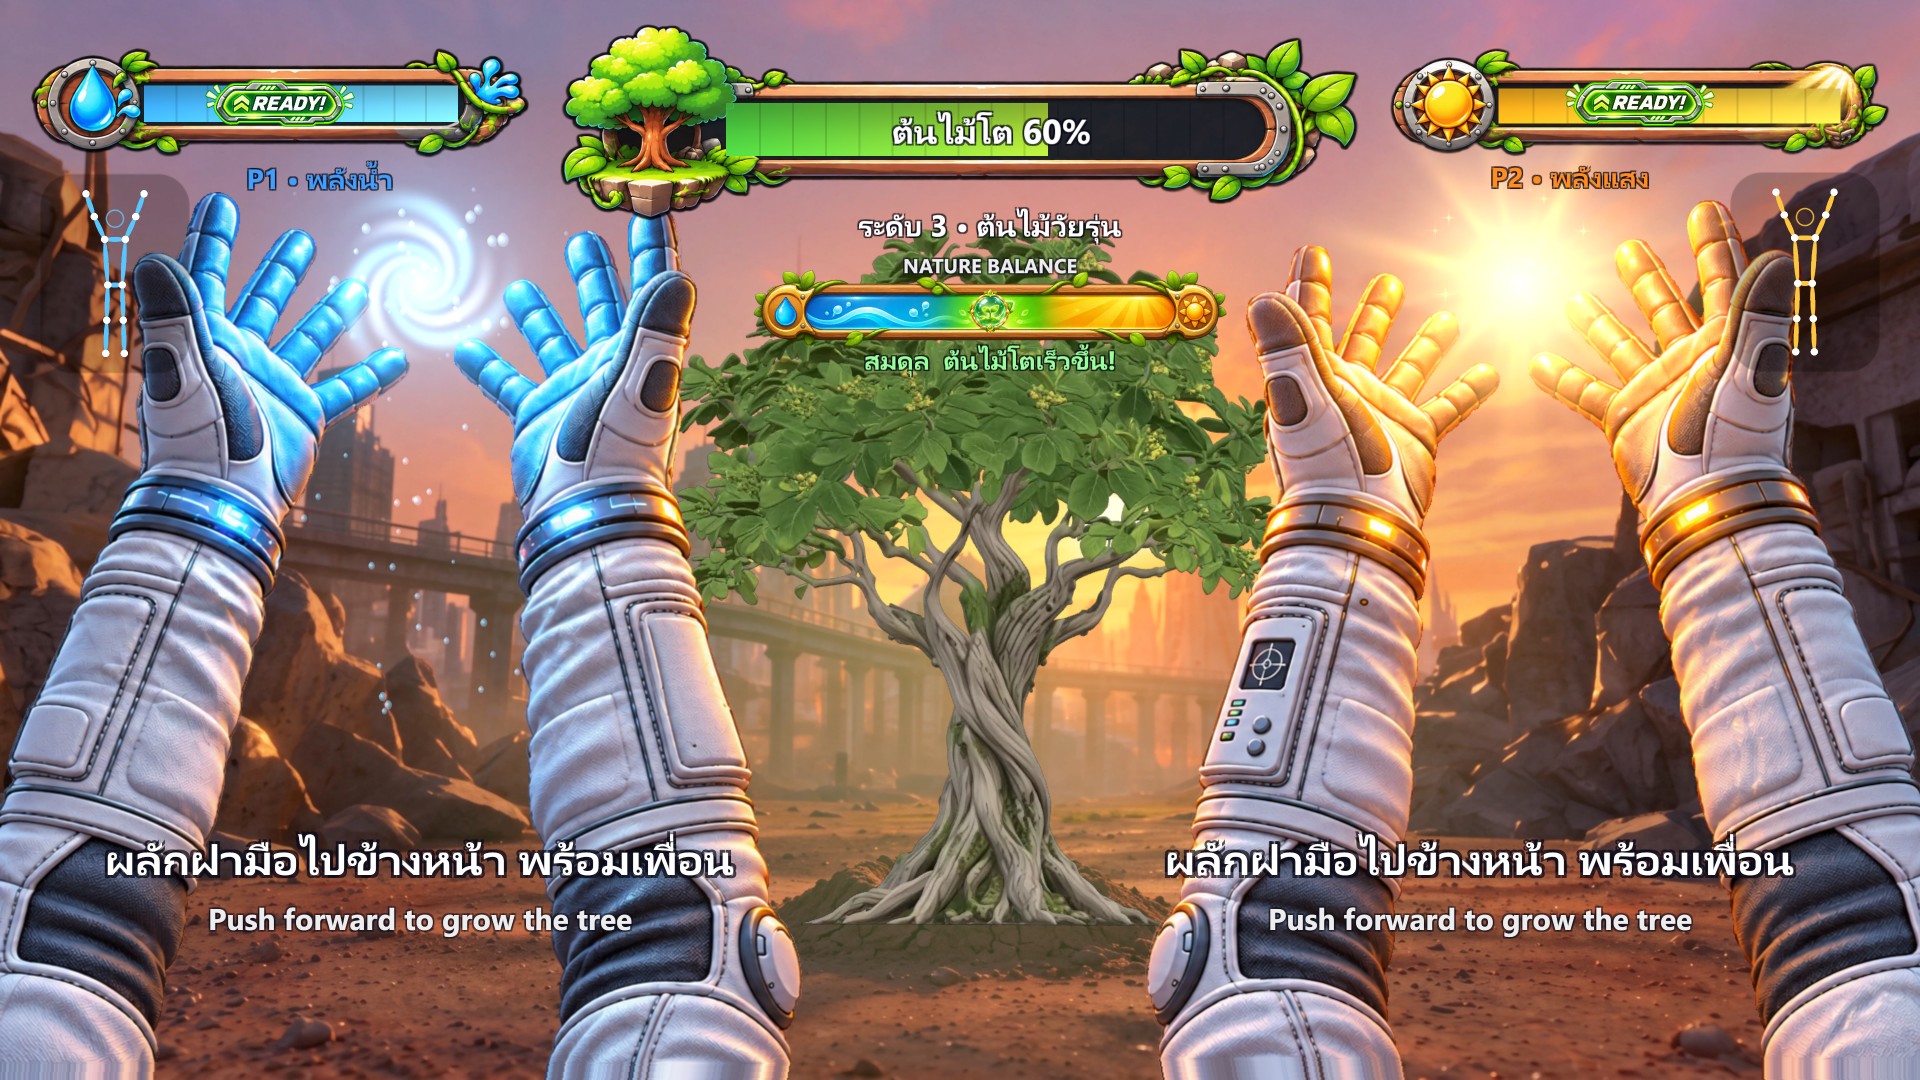 READY!
ต้นไม้โต 60%
READY!
P1 • พลังน้ำ
P2 • พลังแสง
ระดับ 3 • ต้นไม้วัยรุ่น
NATURE BALANCE
สมดุล ต้นไม้โตเร็วขึ้น!
ผลักฝ่ามือไปข้างหน้า พร้อมเพื่อน
Push forward to grow the tree
ผลักฝ่ามือไปข้างหน้า พร้อมเพื่อน
Push forward to grow the tree